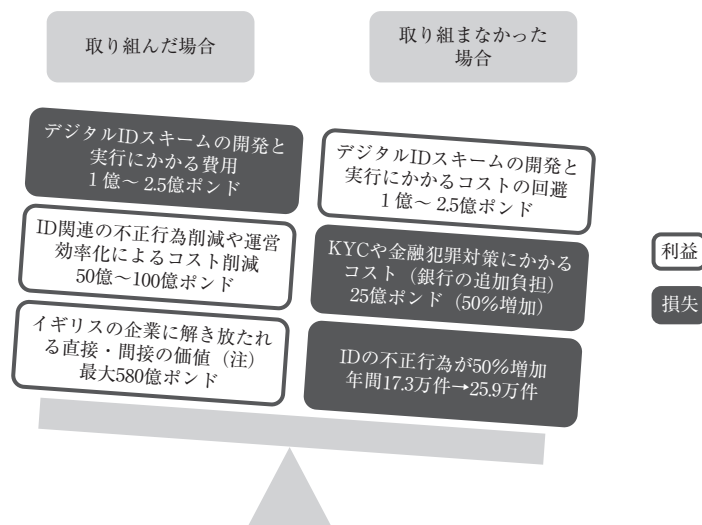 取り組んだ場合
取り組まなかった
場合
デジタルIDスキームの開発と
実行にかかる費用
1億～2.5億ポンド
ID関連の不正行為削減や運営
効率化によるコスト削減
50億～100億ポンド
イギリスの企業に解き放たれ
る直接・間接の価値（注）
最大580億ポンド
デジタルIDスキームの開発と
実行にかかるコストの回避
1億～2.5億ポンド
KYCや金融犯罪対策にかかる
コスト（銀行の追加負担）
25億ポンド（50％増加）
IDの不正行為が50％増加
年間17.3万件→25.9万件
利益
損失